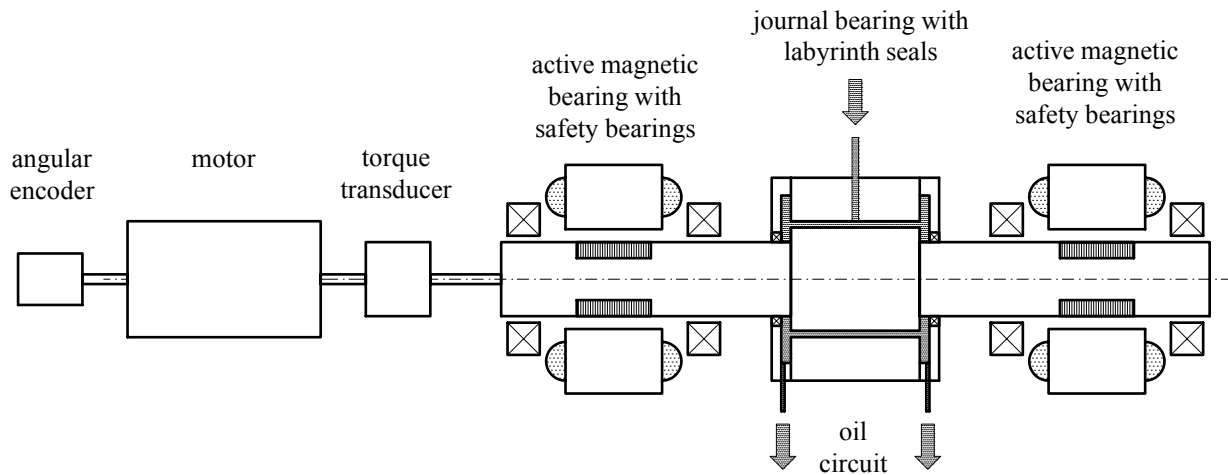 angular
encoder
motor
torque
transducer
active magnetic
bearing with
safety bearings
journal bearing with
labyrinth seals
active magnetic
bearing with
safety bearings
oil
circuit